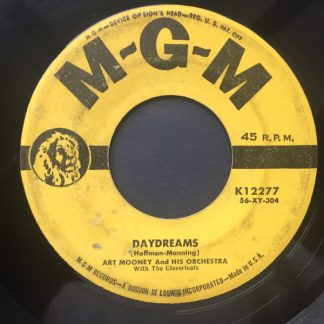 M-G-M—DEVICE OF LION'S HEAD—REG. U.S. PAT. OFF.
M-G-M
45 R.P.M.
K12277
56-XY-304
DAYDREAMS
(Hoffman-Manning)
ART MOONEY AND HIS ORCHESTRA
With The Cloverleafs
M-G-M RECORDS—A DIVISION OF LOEW'S INCORPORATED—Made in U.S.A.